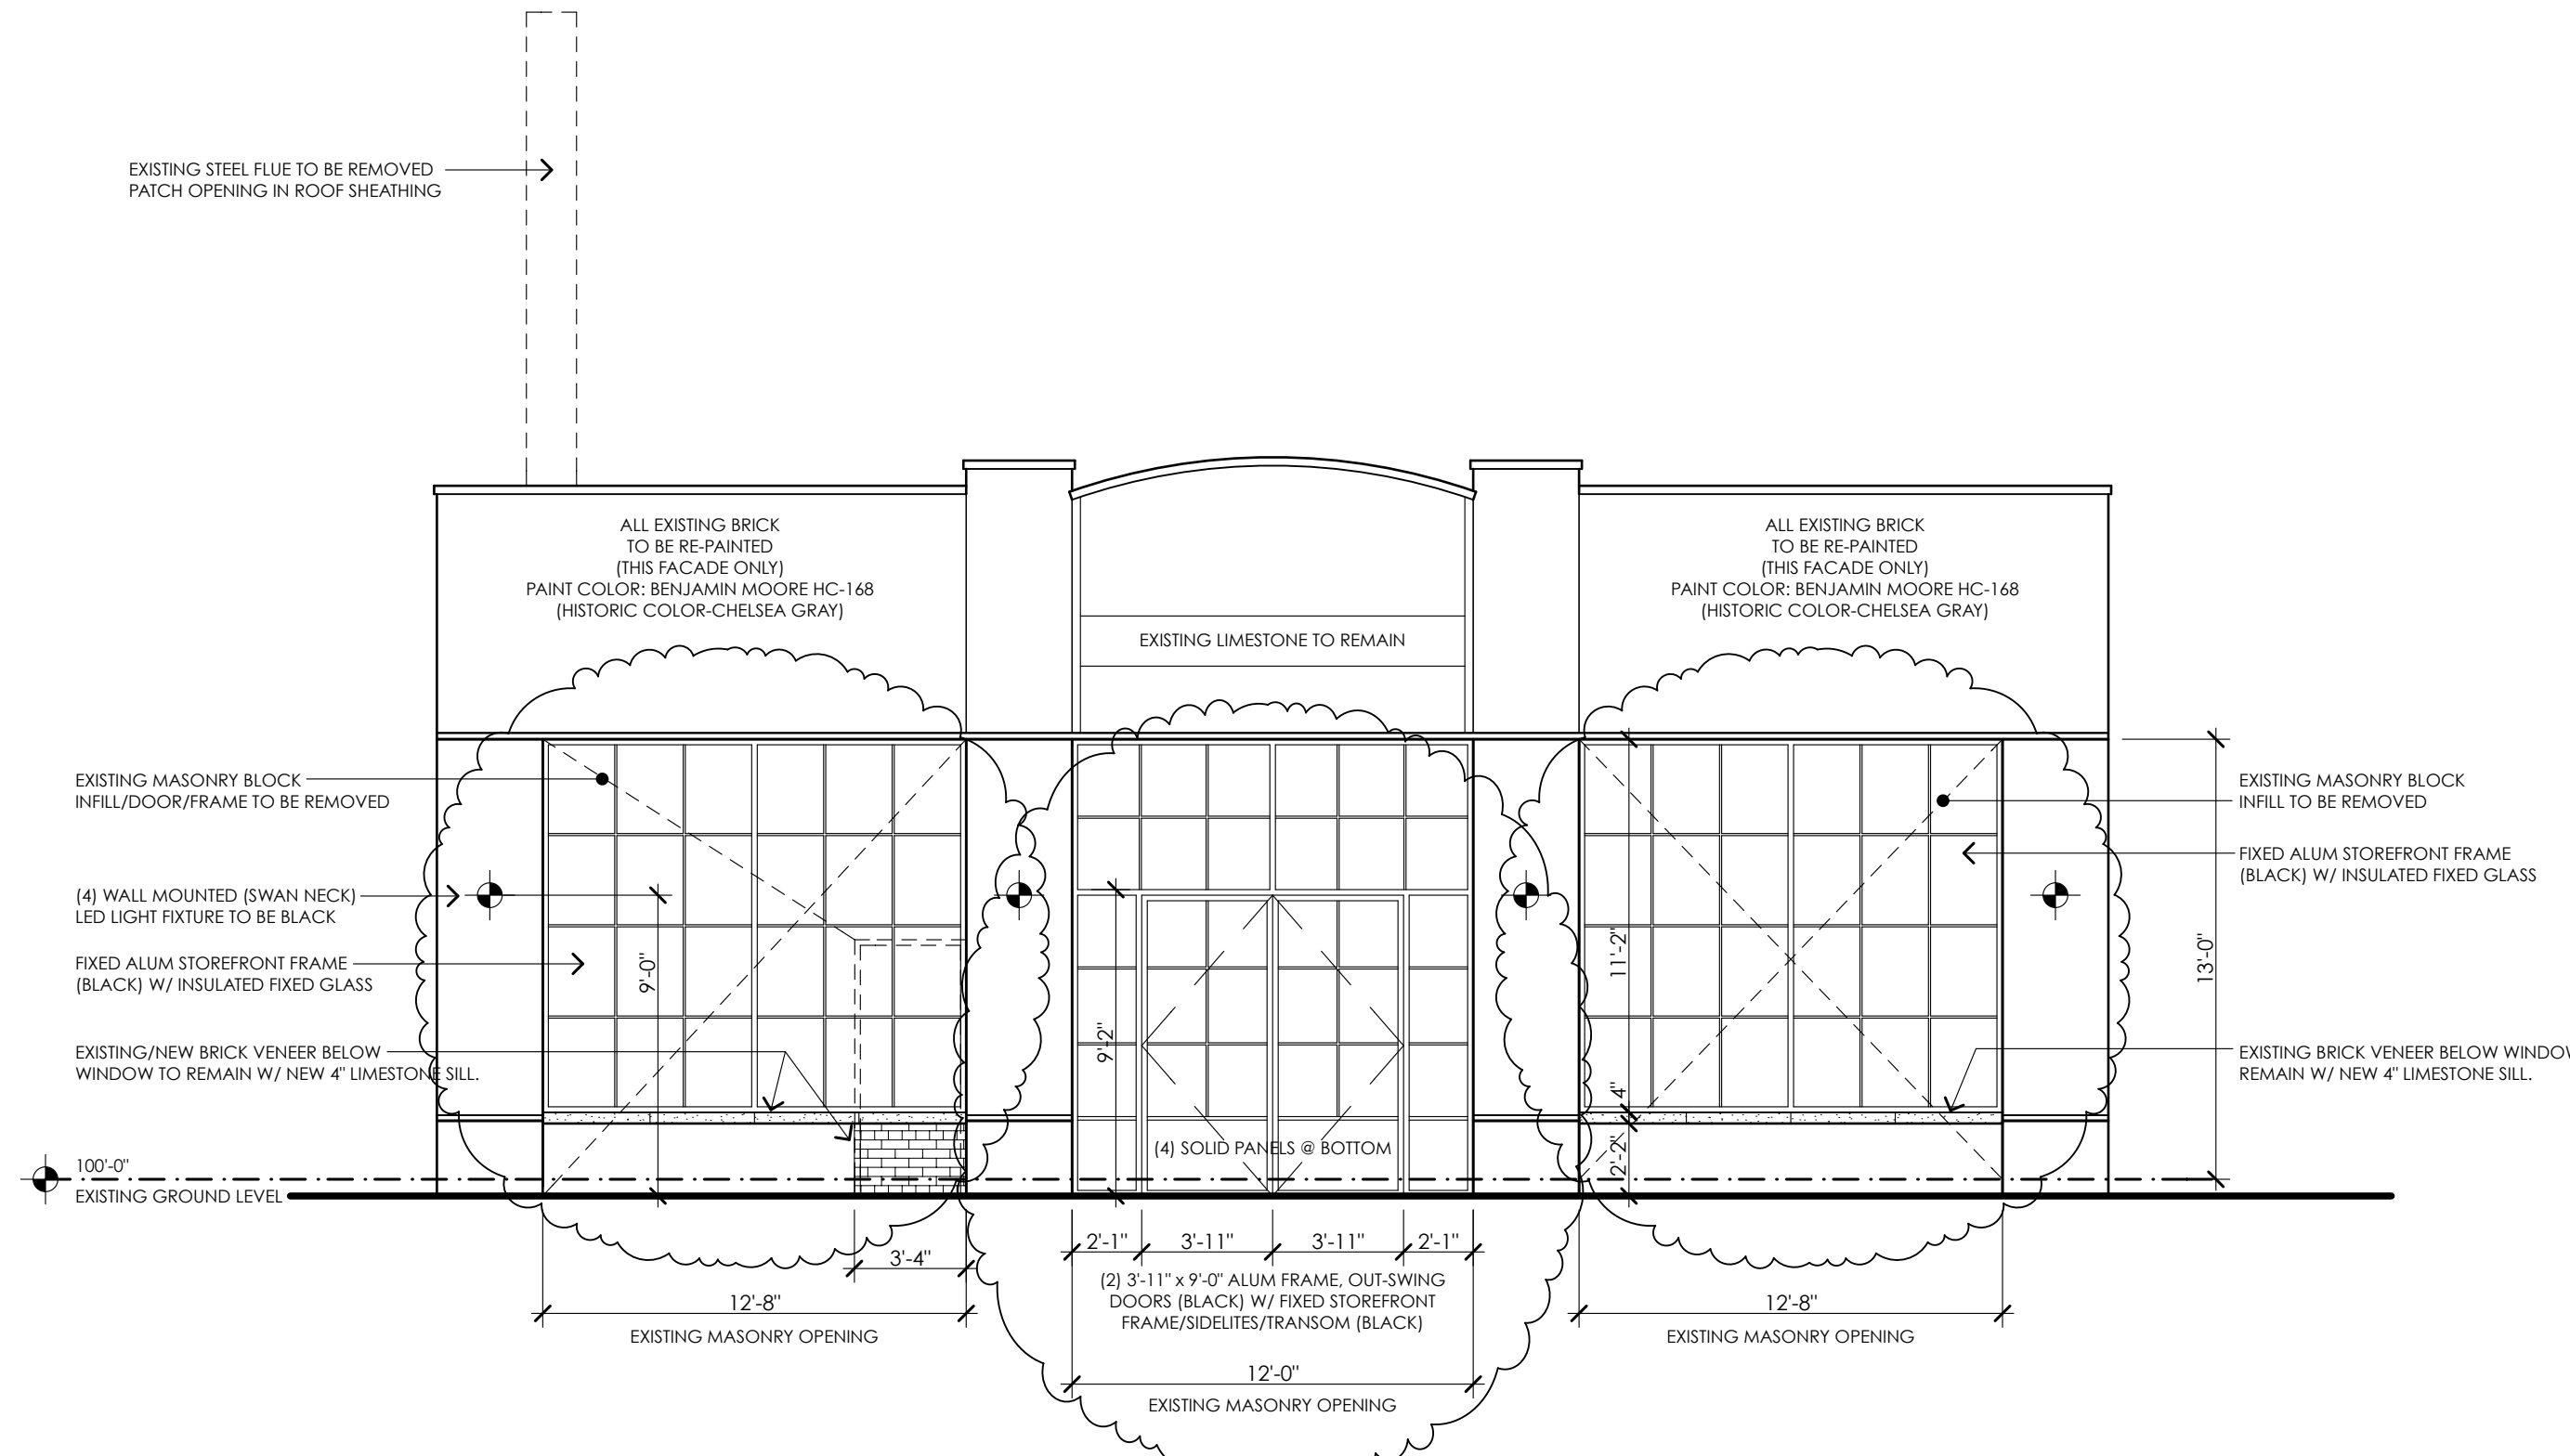 EXISTING STEEL FLUE TO BE REMOVED
PATCH OPENING IN ROOF SHEATHING
ALL EXISTING BRICK
TO BE RE-PAINTED
(THIS FACADE ONLY)
PAINT COLOR: BENJAMIN MOORE HC-168
(HISTORIC COLOR-CHELSEA GRAY)
EXISTING LIMESTONE TO REMAIN
ALL EXISTING BRICK
TO BE RE-PAINTED
(THIS FACADE ONLY)
PAINT COLOR: BENJAMIN MOORE HC-168
(HISTORIC COLOR-CHELSEA GRAY)
EXISTING MASONRY BLOCK
INFILL/DOOR/FRAME TO BE REMOVED
(4) WALL MOUNTED (SWAN NECK)
LED LIGHT FIXTURE TO BE BLACK
FIXED ALUM STOREFRONT FRAME
(BLACK) W/ INSULATED FIXED GLASS
EXISTING/NEW BRICK VENEER BELOW
WINDOW TO REMAIN W/ NEW 4" LIMESTONE SILL.
100'-0"
EXISTING GROUND LEVEL
9'-0"
9'-2"
(4) SOLID PANELS @ BOTTOM
11'-2"
4"
2'-2"
13'-0"
EXISTING MASONRY BLOCK
INFILL TO BE REMOVED
FIXED ALUM STOREFRONT FRAME
(BLACK) W/ INSULATED FIXED GLASS
EXISTING BRICK VENEER BELOW WINDOW
REMAIN W/ NEW 4" LIMESTONE SILL.
3'-4"
12'-8"
EXISTING MASONRY OPENING
2'-1" 3'-11" 3'-11" 2'-1"
(2) 3'-11" x 9'-0" ALUM FRAME, OUT-SWING
DOORS (BLACK) W/ FIXED STOREFRONT
FRAME/SIDELITES/TRANSOM (BLACK)
12'-0"
EXISTING MASONRY OPENING
12'-8"
EXISTING MASONRY OPENING